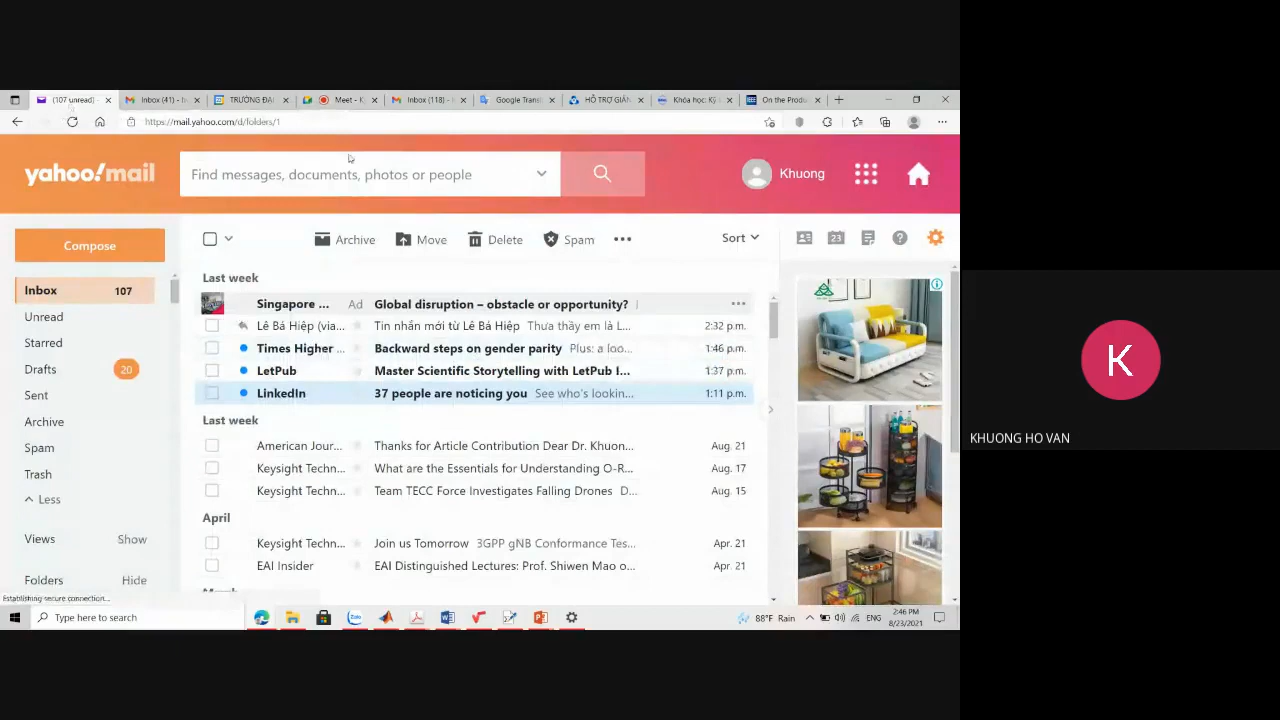 (107 unread) -
Inbox (41) - tr
TRƯỜNG ĐẠI
Meet - K
Inbox (118) - l
Google Trans
HỖ TRỢ GIẢN
Khóa học: Kỹ s
On the Produ
https://mail.yahoo.com/d/folders/1
yahoo!mail
Find messages, documents, photos or people
Khuong
Compose
Archive
Move
Delete
Spam
Sort
23
Inbox 107
Unread
Starred
Drafts 20
Sent
Archive
Spam
Trash
Less
Views Show
Folders Hide
Last week
Singapore ... Ad Global disruption – obstacle or opportunity?
Lê Bá Hiệp (via... Tin nhắn mới từ Lê Bá Hiệp Thưa thầy em là L... 2:32 p.m.
Times Higher ... Backward steps on gender parity Plus: a loo... 1:46 p.m.
LetPub Master Scientific Storytelling with LetPub I... 1:37 p.m.
LinkedIn 37 people are noticing you See who's lookin... 1:11 p.m.
Last week
American Jour... Thanks for Article Contribution Dear Dr. Khuon... Aug. 21
Keysight Techn... What are the Essentials for Understanding O-R... Aug. 17
Keysight Techn... Team TECC Force Investigates Falling Drones D... Aug. 15
April
Keysight Techn... Join us Tomorrow 3GPP gNB Conformance Tes... Apr. 21
EAI Insider EAI Distinguished Lectures: Prof. Shiwen Mao o... Apr. 21
Establishing secure connection...
Type here to search
Zalo
88°F Rain
ENG
2:46 PM
8/23/2021
K
KHUONG HO VAN